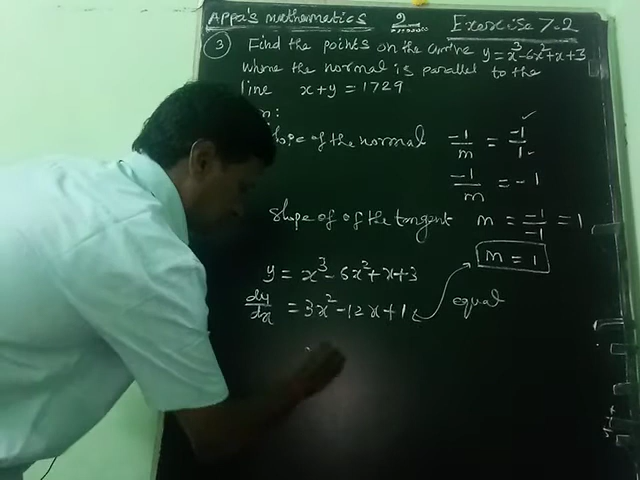 Appa's mathematics 2 Exercise 7.2
③ Find the points on the curve y = x³-6x²+x+3
where the normal is parallel to the
line x+y = 1729
n:
slope of the normal -1/m = -1/1
-1/m = -1
slope of of the tangent m = -1/-1 = 1
m = 1
y = x³ - 6x² + x + 3
dy/dx = 3x² - 12x + 1 equal